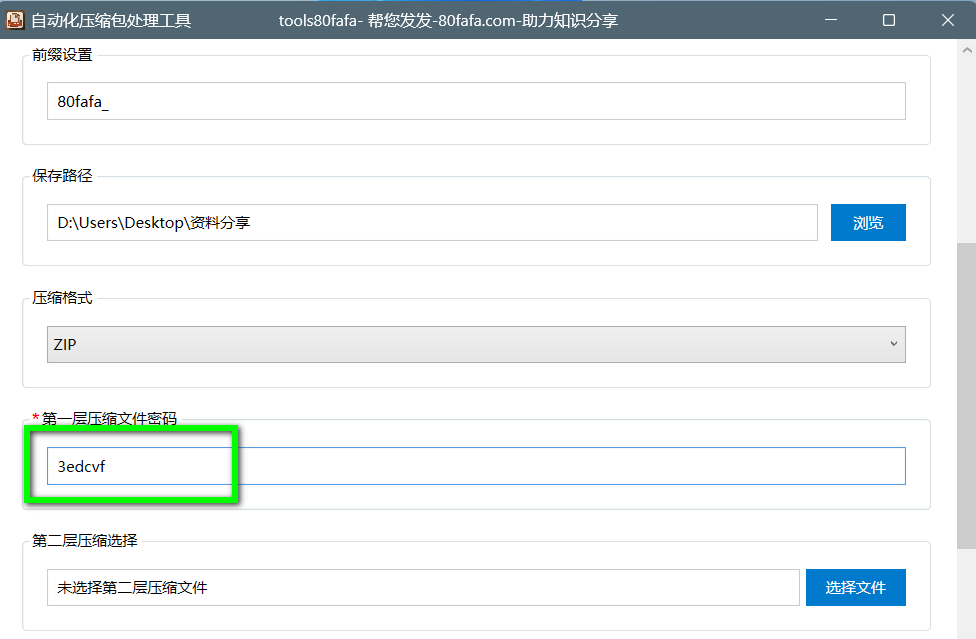 自动化压缩包处理工具 tools80fafa- 帮您发发-80fafa.com-助力知识分享
前缀设置
80fafa_
保存路径
D:\Users\Desktop\资料分享 浏览
压缩格式
ZIP
*第一层压缩文件密码
3edcvf
第二层压缩选择
未选择第二层压缩文件 选择文件